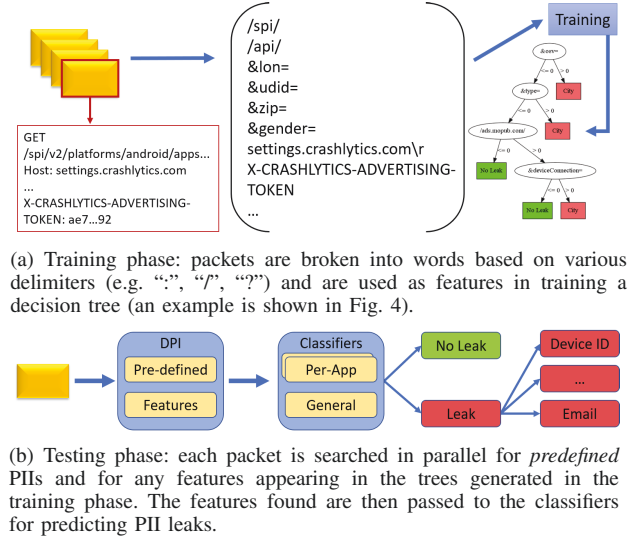 /spi/
/api/
&lon=
&udid=
&zip=
&gender=
settings.crashlytics.com\r
X-CRASHLYTICS-ADVERTISING-
TOKEN
...
GET
/spi/v2/platforms/android/apps...
Host: settings.crashlytics.com
...
X-CRASHLYTICS-ADVERTISING-
TOKEN: ae7...92
Training
&osv=
<= 0
> 0
&type=
City
<= 0
> 0
/ads.mopub.com/
City
<= 0
> 0
No Leak
&deviceConnection=
<= 0
> 0
No Leak
City
(a) Training phase: packets are broken into words based on various
delimiters (e.g. “:”, “/”, “?”) and are used as features in training a
decision tree (an example is shown in Fig. 4).
DPI
Pre-defined
Features
Classifiers
Per-App
General
No Leak
Leak
Device ID
...
Email
(b) Testing phase: each packet is searched in parallel for predefined
PIIs and for any features appearing in the trees generated in the
training phase. The features found are then passed to the classifiers
for predicting PII leaks.